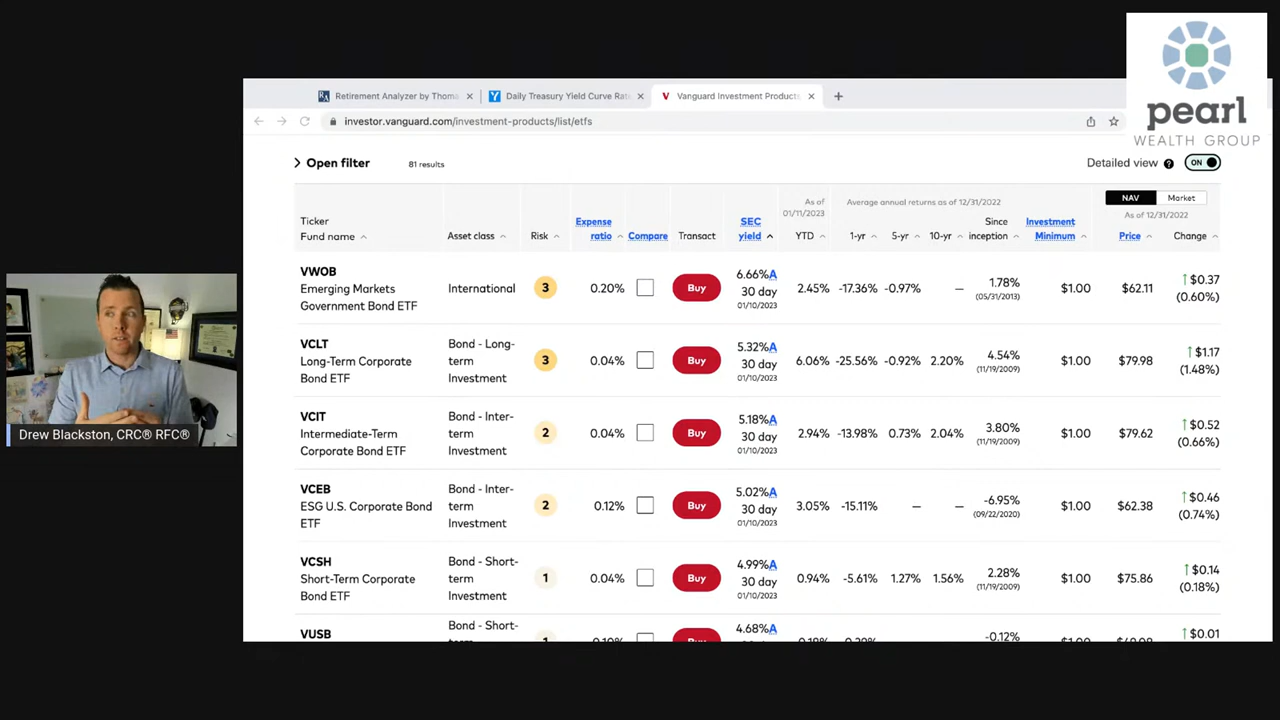 pearl
WEALTH GROUP
Retirement Analyzer by Thoma
Daily Treasury Yield Curve Rat
Vanguard Investment Products
investor.vanguard.com/investment-products/list/etfs
Open filter 81 results
Detailed view ON
Ticker
Fund name
Asset class
Risk
Expense
ratio
Compare
Transact
SEC
yield
As of
01/11/2023
YTD
Average annual returns as of 12/31/2022
1-yr
5-yr
10-yr
Since
inception
Investment
Minimum
NAV Market
As of 12/31/2022
Price
Change
VWOB
Emerging Markets
Government Bond ETF
International
3
0.20%
Buy
6.66%A
30 day
01/10/2023
2.45% -17.36% -0.97% —
1.78%
(05/31/2013)
$1.00 $62.11
↑$0.37
(0.60%)
VCLT
Long-Term Corporate
Bond ETF
Bond - Long-
term
Investment
3
0.04%
Buy
5.32%A
30 day
01/10/2023
6.06% -25.56% -0.92% 2.20%
4.54%
(11/19/2009)
$1.00 $79.98
↑$1.17
(1.48%)
VCIT
Intermediate-Term
Corporate Bond ETF
Bond - Inter-
term
Investment
2
0.04%
Buy
5.18%A
30 day
01/10/2023
2.94% -13.98% 0.73% 2.04%
3.80%
(11/19/2009)
$1.00 $79.62
↑$0.52
(0.66%)
VCEB
ESG U.S. Corporate Bond
ETF
Bond - Inter-
term
Investment
2
0.12%
Buy
5.02%A
30 day
01/10/2023
3.05% -15.11% — —
-6.95%
(09/22/2020)
$1.00 $62.38
↑$0.46
(0.74%)
VCSH
Short-Term Corporate
Bond ETF
Bond - Short-
term
Investment
1
0.04%
Buy
4.99%A
30 day
01/10/2023
0.94% -5.61% 1.27% 1.56%
2.28%
(11/19/2009)
$1.00 $75.86
↑$0.14
(0.18%)
VUSB
Bond - Short-
4.68%A
-0.12%
↑$0.01
Drew Blackston, CRC® RFC®